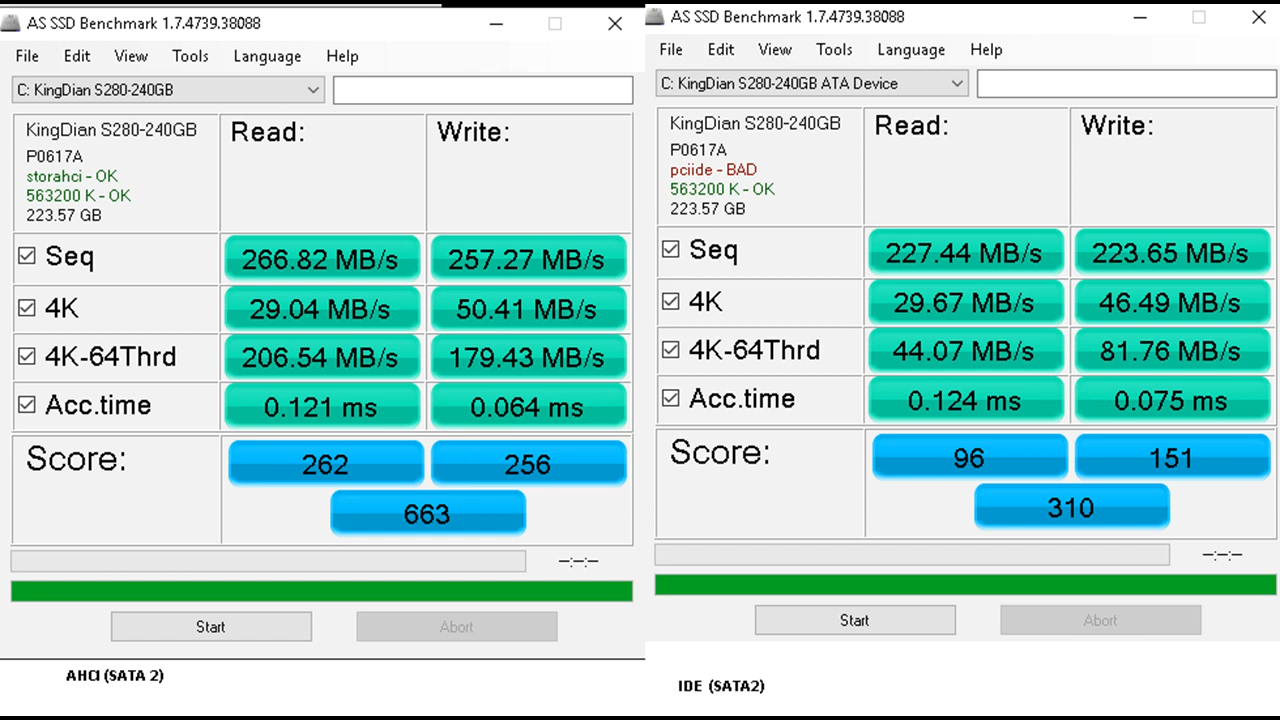 AS SSD Benchmark 1.7.4739.38088
File Edit View Tools Language Help
C: KingDian S280-240GB
KingDian S280-240GB
P0617A
storahci - OK
563200 K - OK
223.57 GB
Read: Write:
Seq 266.82 MB/s 257.27 MB/s
4K 29.04 MB/s 50.41 MB/s
4K-64Thrd 206.54 MB/s 179.43 MB/s
Acc.time 0.121 ms 0.064 ms
Score: 262 256
663
--:--:--
Start Abort
AHCI (SATA 2)
AS SSD Benchmark 1.7.4739.38088
File Edit View Tools Language Help
C: KingDian S280-240GB ATA Device
KingDian S280-240GB
P0617A
pciide - BAD
563200 K - OK
223.57 GB
Read: Write:
Seq 227.44 MB/s 223.65 MB/s
4K 29.67 MB/s 46.49 MB/s
4K-64Thrd 44.07 MB/s 81.76 MB/s
Acc.time 0.124 ms 0.075 ms
Score: 96 151
310
--:--:--
Start Abort
IDE (SATA2)